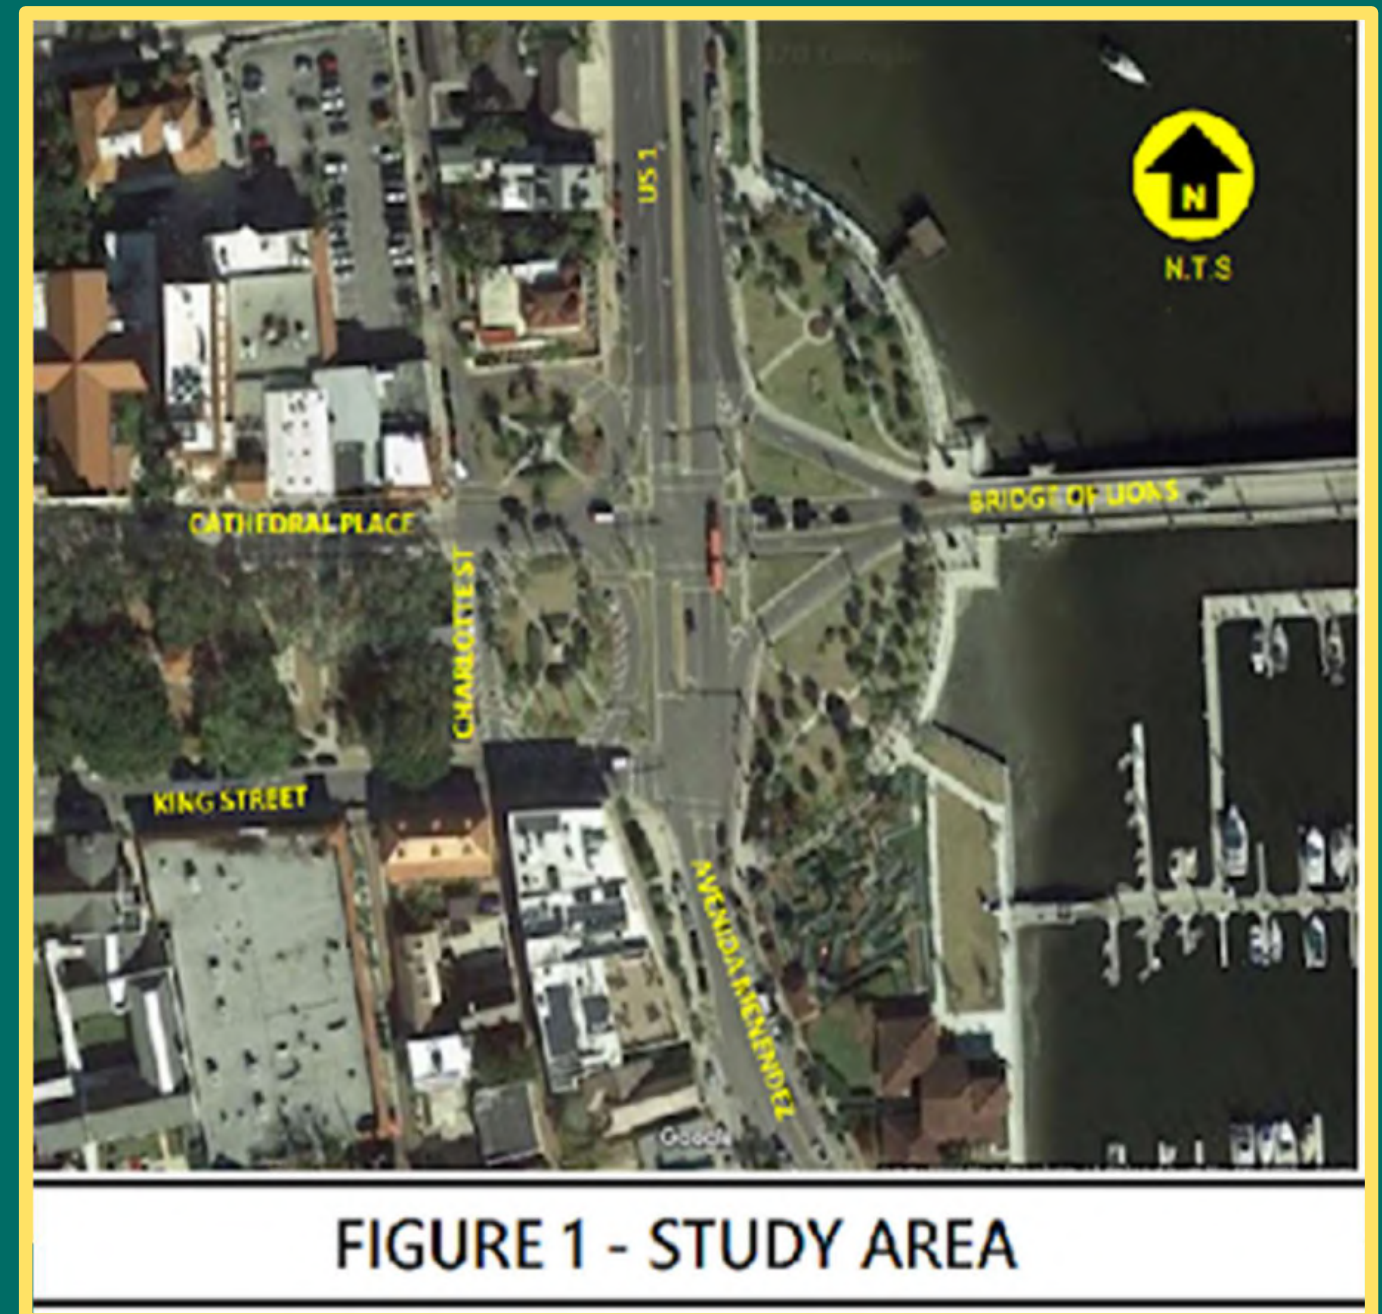 US 1
N
N.T.S
BRIDGE OF LIONS
CATHEDRAL PLACE
CHARLOTTE ST
KING STREET
AVENIDA MENENDEZ
Google
FIGURE 1 - STUDY AREA